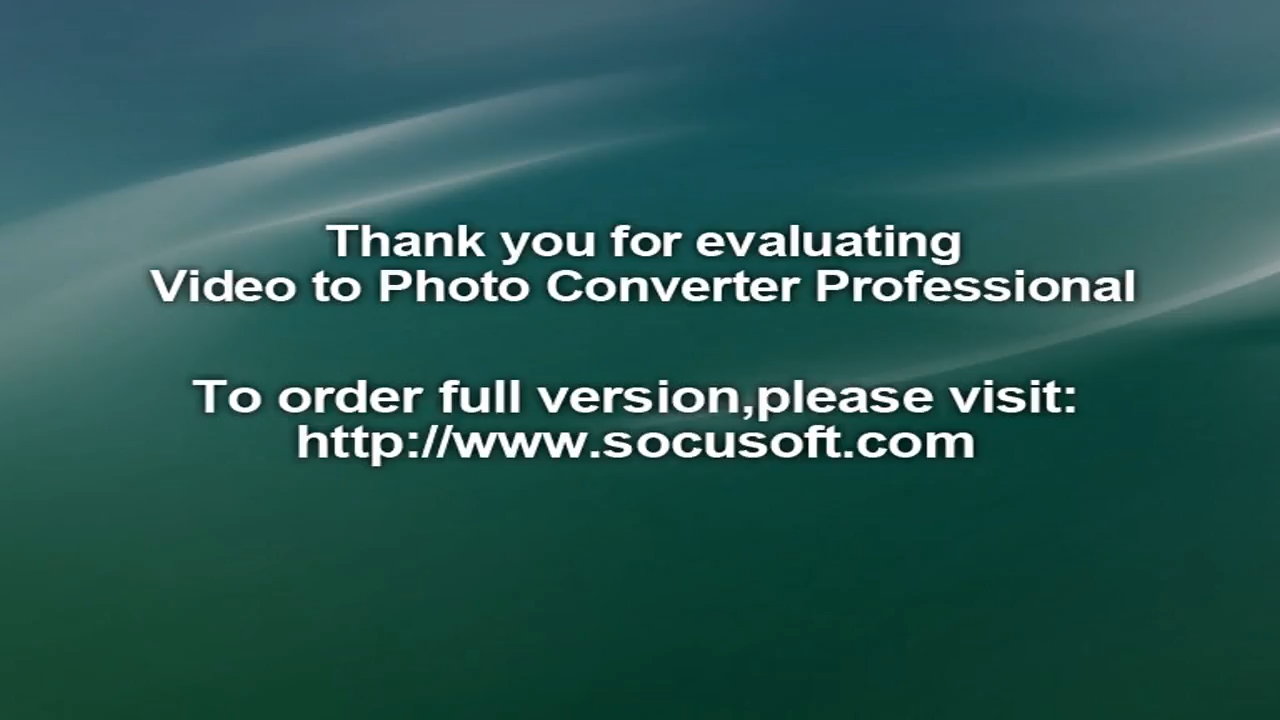 Thank you for evaluating
Video to Photo Converter Professional
To order full version,please visit:
http://www.socusoft.com